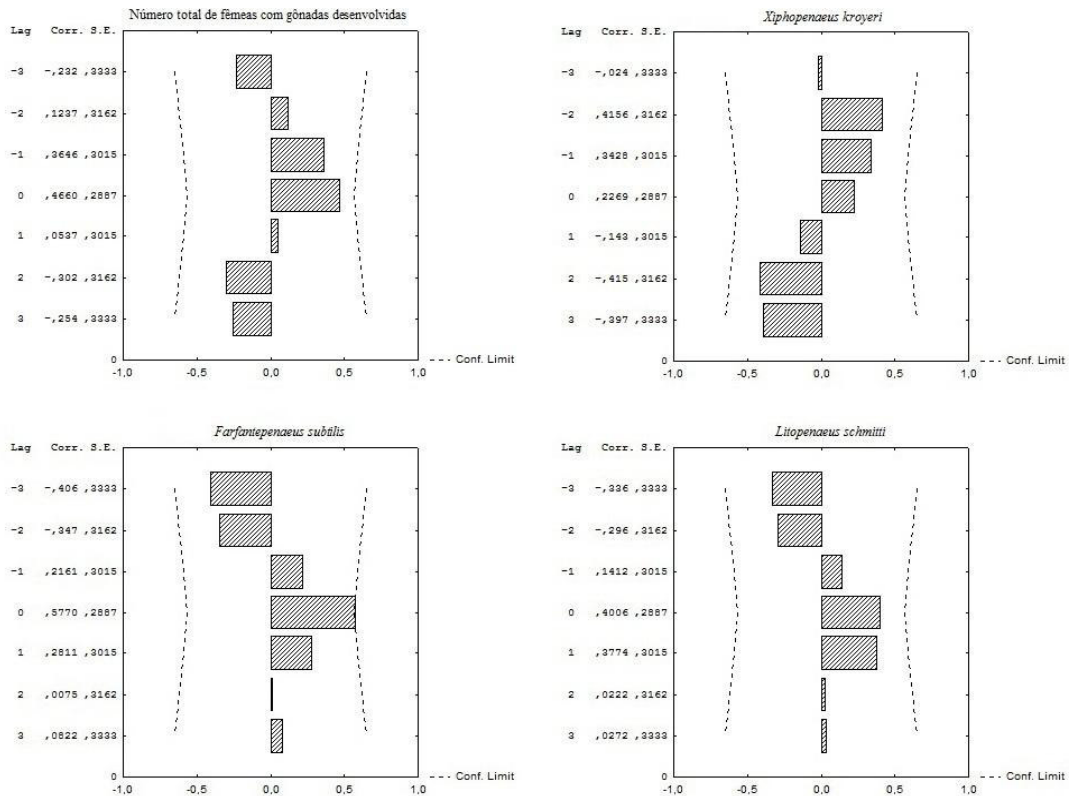 Número total de fêmeas com gônadas desenvolvidas
Lag Corr. S.E.
-3 -,232 ,3333
-2 ,1237 ,3162
-1 ,3646 ,3015
0 ,4660 ,2887
1 ,0537 ,3015
2 -,302 ,3162
3 -,254 ,3333
0
-1,0 -0,5 0,0 0,5 1,0
Conf. Limit
Xiphopenaeus kroyeri
Lag Corr. S.E.
-3 -,024 ,3333
-2 ,4156 ,3162
-1 ,3428 ,3015
0 ,2269 ,2887
1 -,143 ,3015
2 -,415 ,3162
3 -,397 ,3333
0
-1,0 -0,5 0,0 0,5 1,0
Conf. Limit
Farfantepenaeus subtilis
Lag Corr. S.E.
-3 -,406 ,3333
-2 -,347 ,3162
-1 ,2161 ,3015
0 ,5770 ,2887
1 ,2811 ,3015
2 ,0075 ,3162
3 ,0822 ,3333
0
-1,0 -0,5 0,0 0,5 1,0
Conf. Limit
Litopenaeus schmitti
Lag Corr. S.E.
-3 -,336 ,3333
-2 -,296 ,3162
-1 ,1412 ,3015
0 ,4006 ,2887
1 ,3774 ,3015
2 ,0222 ,3162
3 ,0272 ,3333
0
-1,0 -0,5 0,0 0,5 1,0
Conf. Limit